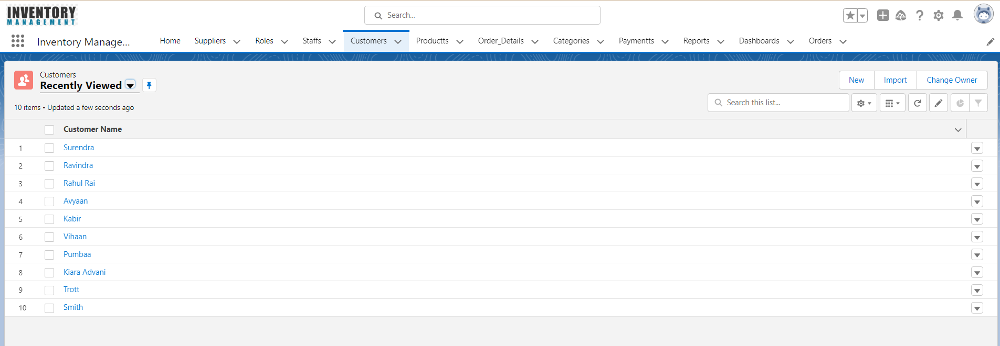 INVENTORY
MANAGEMENT
Search...
Inventory Manage...
Home Suppliers Roles Staffs Customers Productts Order_Details Categories Paymentts Reports Dashboards Orders
Customers
Recently Viewed
New Import Change Owner
10 items • Updated a few seconds ago
Search this list...
Customer Name
1 Surendra
2 Ravindra
3 Rahul Rai
4 Avyaan
5 Kabir
6 Vihaan
7 Pumbaa
8 Kiara Advani
9 Trott
10 Smith